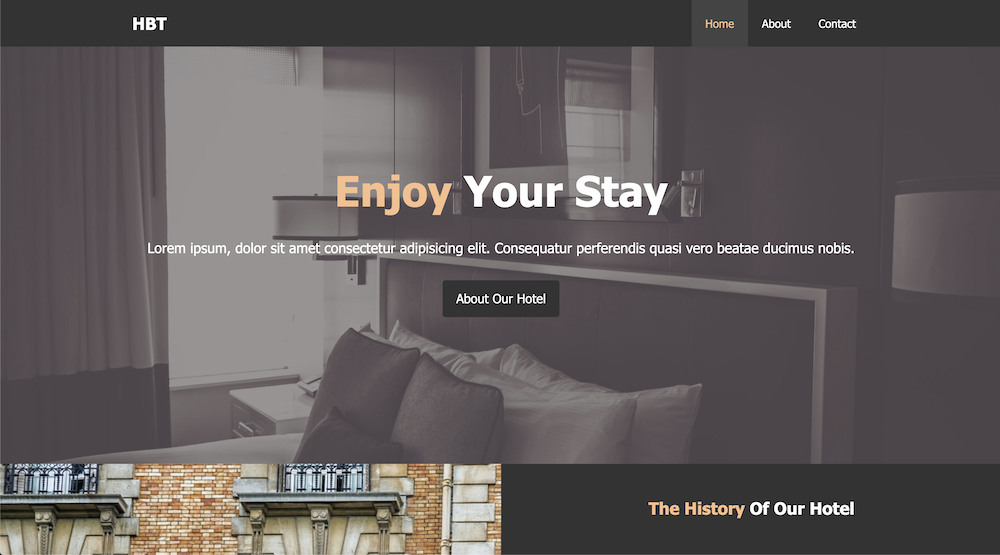 HBT
Home About Contact
Enjoy Your Stay
Lorem ipsum, dolor sit amet consectetur adipisicing elit. Consequatur perferendis quasi vero beatae ducimus nobis.
About Our Hotel
The History Of Our Hotel